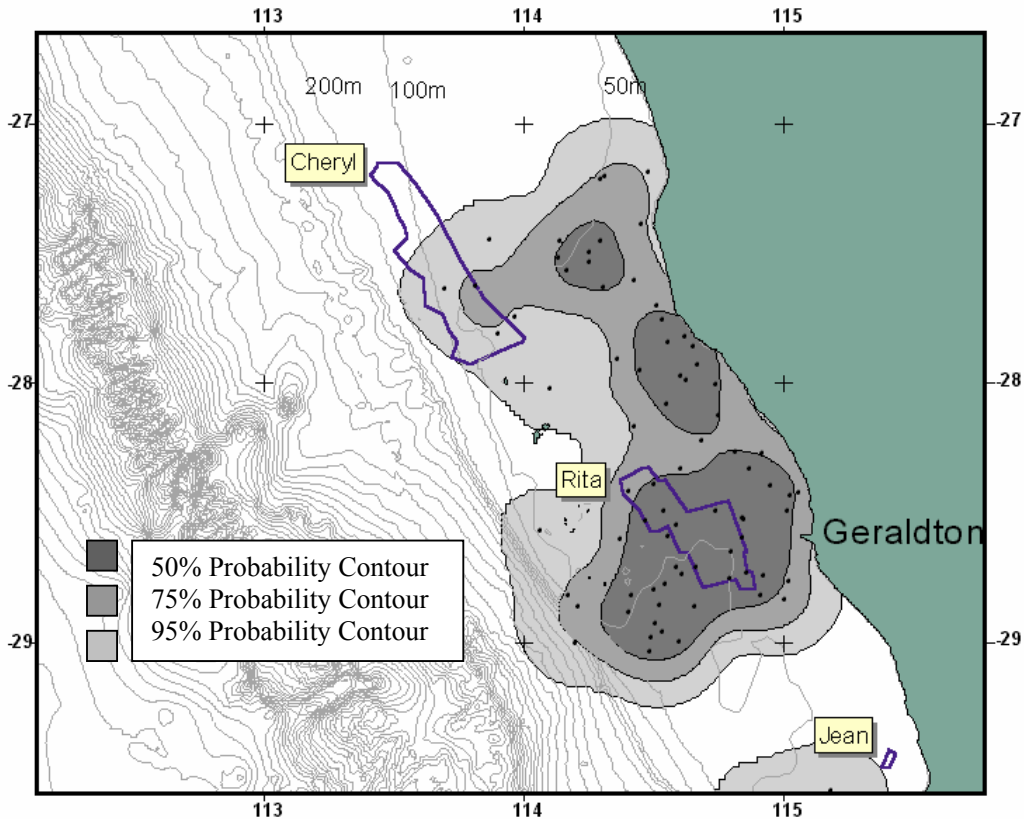 113 114 115
200m 100m 50m
-27 -27
Cheryl
-28 -28
Rita
Geraldton
50% Probability Contour
75% Probability Contour
95% Probability Contour
-29 -29
Jean
113 114 115